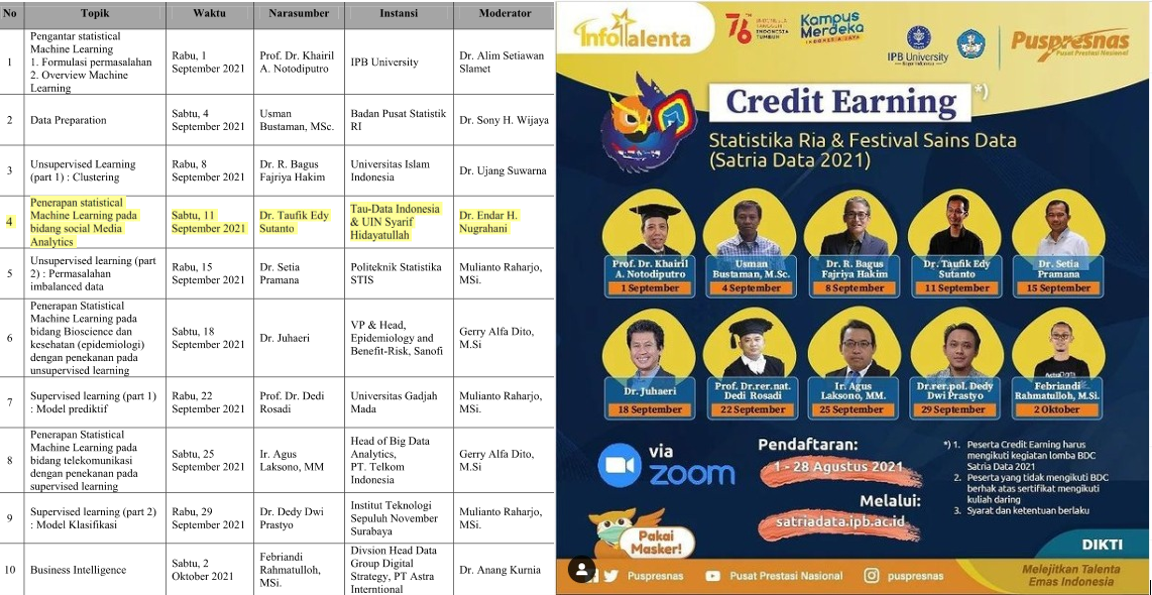 No Topik Waktu Narasumber Instansi Moderator
1
Pengantar statistical
Machine Learning
1. Formulasi permasalahan
2. Overview Machine
Learning
Rabu, 1
September 2021
Prof. Dr. Khairil
A. Notodiputro
IPB University
Dr. Alim Setiawan
Slamet
2
Data Preparation
Sabtu, 4
September 2021
Usman
Bustaman, MSc.
Badan Pusat Statistik
RI
Dr. Sony H. Wijaya
3
Unsupervised Learning
(part 1) : Clustering
Rabu, 8
September 2021
Dr. R. Bagus
Fajriya Hakim
Universitas Islam
Indonesia
Dr. Ujang Suwarna
4
Penerapan statistical
Machine Learning pada
bidang social Media
Analytics
Sabtu, 11
September 2021
Dr. Taufik Edy
Sutanto
Tau-Data Indonesia
& UIN Syarif
Hidayatullah
Dr. Endar H.
Nugrahani
5
Unsupervised learning (part
2) : Permasalahan
imbalanced data
Rabu, 15
September 2021
Dr. Setia
Pramana
Politeknik Statistika
STIS
Mulianto Raharjo,
MSi.
6
Penerapan Statistical
Machine Learning pada
bidang Bioscience dan
kesehatan (epidemiologi)
dengan penekanan pada
unsupervised learning
Sabtu, 18
September 2021
Dr. Juhaeri
VP & Head,
Epidemiology and
Benefit-Risk, Sanofi
Gerry Alfa Dito,
M.Si
7
Supervised learning (part 1)
: Model prediktif
Rabu, 22
September 2021
Prof. Dr. Dedi
Rosadi
Universitas Gadjah
Mada
Mulianto Raharjo,
MSi.
8
Penerapan Statistical
Machine Learning pada
bidang telekomunikasi
dengan penekanan pada
supervised learning
Sabtu, 25
September 2021
Ir. Agus
Laksono, MM
Head of Big Data
Analytics,
PT. Telkom
Indonesia
Gerry Alfa Dito,
M.Si
9
Supervised learning (part 2)
: Model Klasifikasi
Rabu, 29
September 2021
Dr. Dedy Dwi
Prastyo
Institut Teknologi
Sepuluh November
Surabaya
Mulianto Raharjo,
MSi.
10
Business Intelligence
Sabtu, 2
Oktober 2021
Febriandi
Rahmatulloh,
MSi.
Divsion Head Data
Group Digital
Strategy, PT Astra
Interntional
Dr. Anang Kurnia
InfoTalenta
76
INDONESIA
TANGGUH
INDONESIA
TUMBUH
Kampus
Merdeka
INDONESIA JAYA
IPB University
Puspresnas
Pusat Prestasi Nasional
Credit Earning *)
Statistika Ria & Festival Sains Data
(Satria Data 2021)
Prof. Dr. Khairil
A. Notodiputro
1 September
Usman
Bustaman, M.Sc.
4 September
Dr. R. Bagus
Fajriya Hakim
8 September
Dr. Taufik Edy
Sutanto
11 September
Dr. Setia
Pramana
15 September
Dr. Juhaeri
18 September
Prof. Dr.rer.nat.
Dedi Rosadi
22 September
Ir. Agus
Laksono, MM.
25 September
Dr.rer.pol. Dedy
Dwi Prastyo
29 September
Febriandi
Rahmatulloh, M.Si.
2 Oktober
via
zoom
Pendaftaran:
1 - 28 Agustus 2021
Melalui:
satriadata.ipb.ac.id
*) 1. Peserta Credit Earning harus
mengikuti kegiatan lomba BDC
Satria Data 2021
2. Peserta yang tidak mengikuti BDC
berhak atas sertifikat mengikuti
kuliah daring
3. Syarat dan ketentuan berlaku
Pakai
Masker!
DIKTI
Puspresnas
Pusat Prestasi Nasional
puspresnas
Melejitkan Talenta
Emas Indonesia